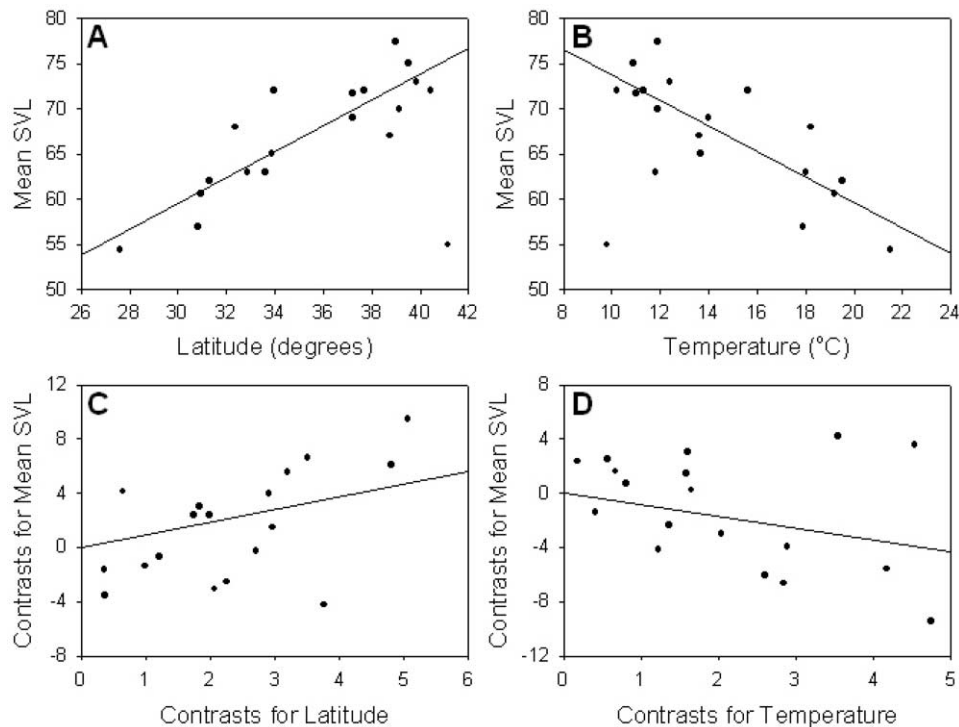 A
Mean SVL
80
75
70
65
60
55
50
26 28 30 32 34 36 38 40 42
Latitude (degrees)
B
Mean SVL
80
75
70
65
60
55
50
8 10 12 14 16 18 20 22 24
Temperature (°C)
C
Contrasts for Mean SVL
12
8
4
0
-4
-8
0 1 2 3 4 5 6
Contrasts for Latitude
D
Contrasts for Mean SVL
8
4
0
-4
-8
-12
0 1 2 3 4 5
Contrasts for Temperature